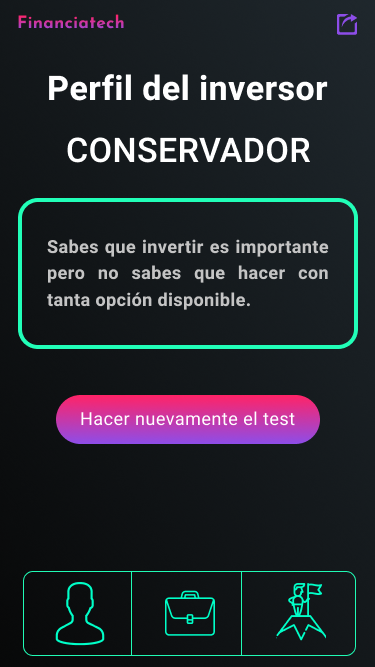 Financiatech
Perfil del inversor
CONSERVADOR
Sabes que invertir es importante
pero no sabes que hacer con
tanta opción disponible.
Hacer nuevamente el test